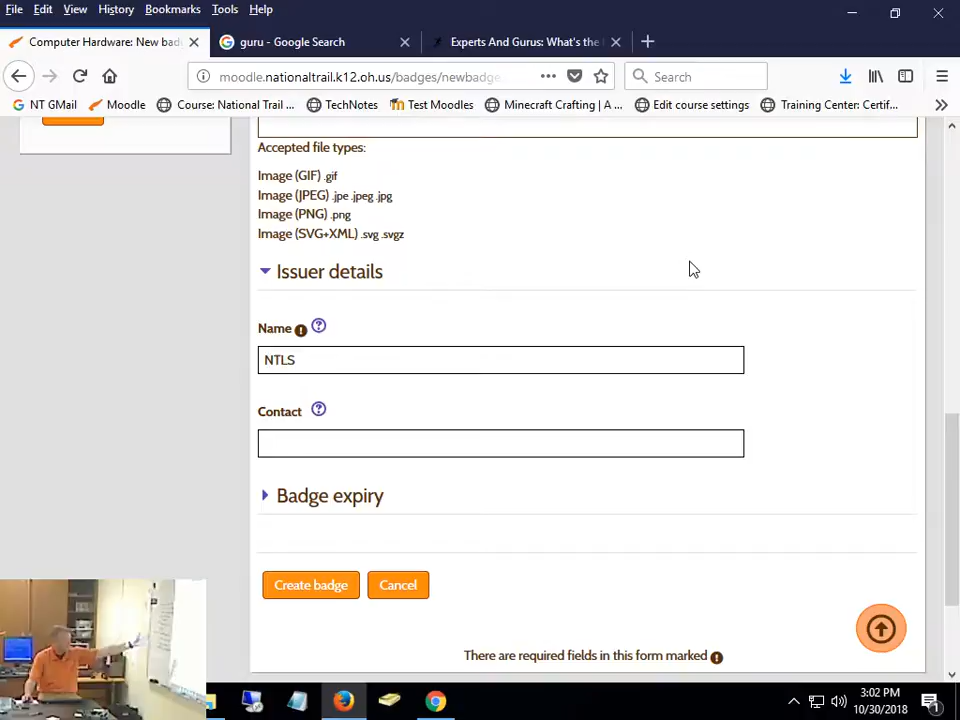 File Edit View History Bookmarks Tools Help
Computer Hardware: New bad
guru - Google Search
Experts And Gurus: What's the
moodle.nationaltrail.k12.oh.us/badges/newbadge
Search
NT GMail Moodle Course: National Trail ... TechNotes Test Moodles Minecraft Crafting | A ... Edit course settings Training Center: Certif...
Accepted file types:
Image (GIF) .gif
Image (JPEG) .jpe .jpeg .jpg
Image (PNG) .png
Image (SVG+XML) .svg .svgz
Issuer details
Name
NTLS
Contact
Badge expiry
Create badge Cancel
There are required fields in this form marked
3:02 PM
10/30/2018
1